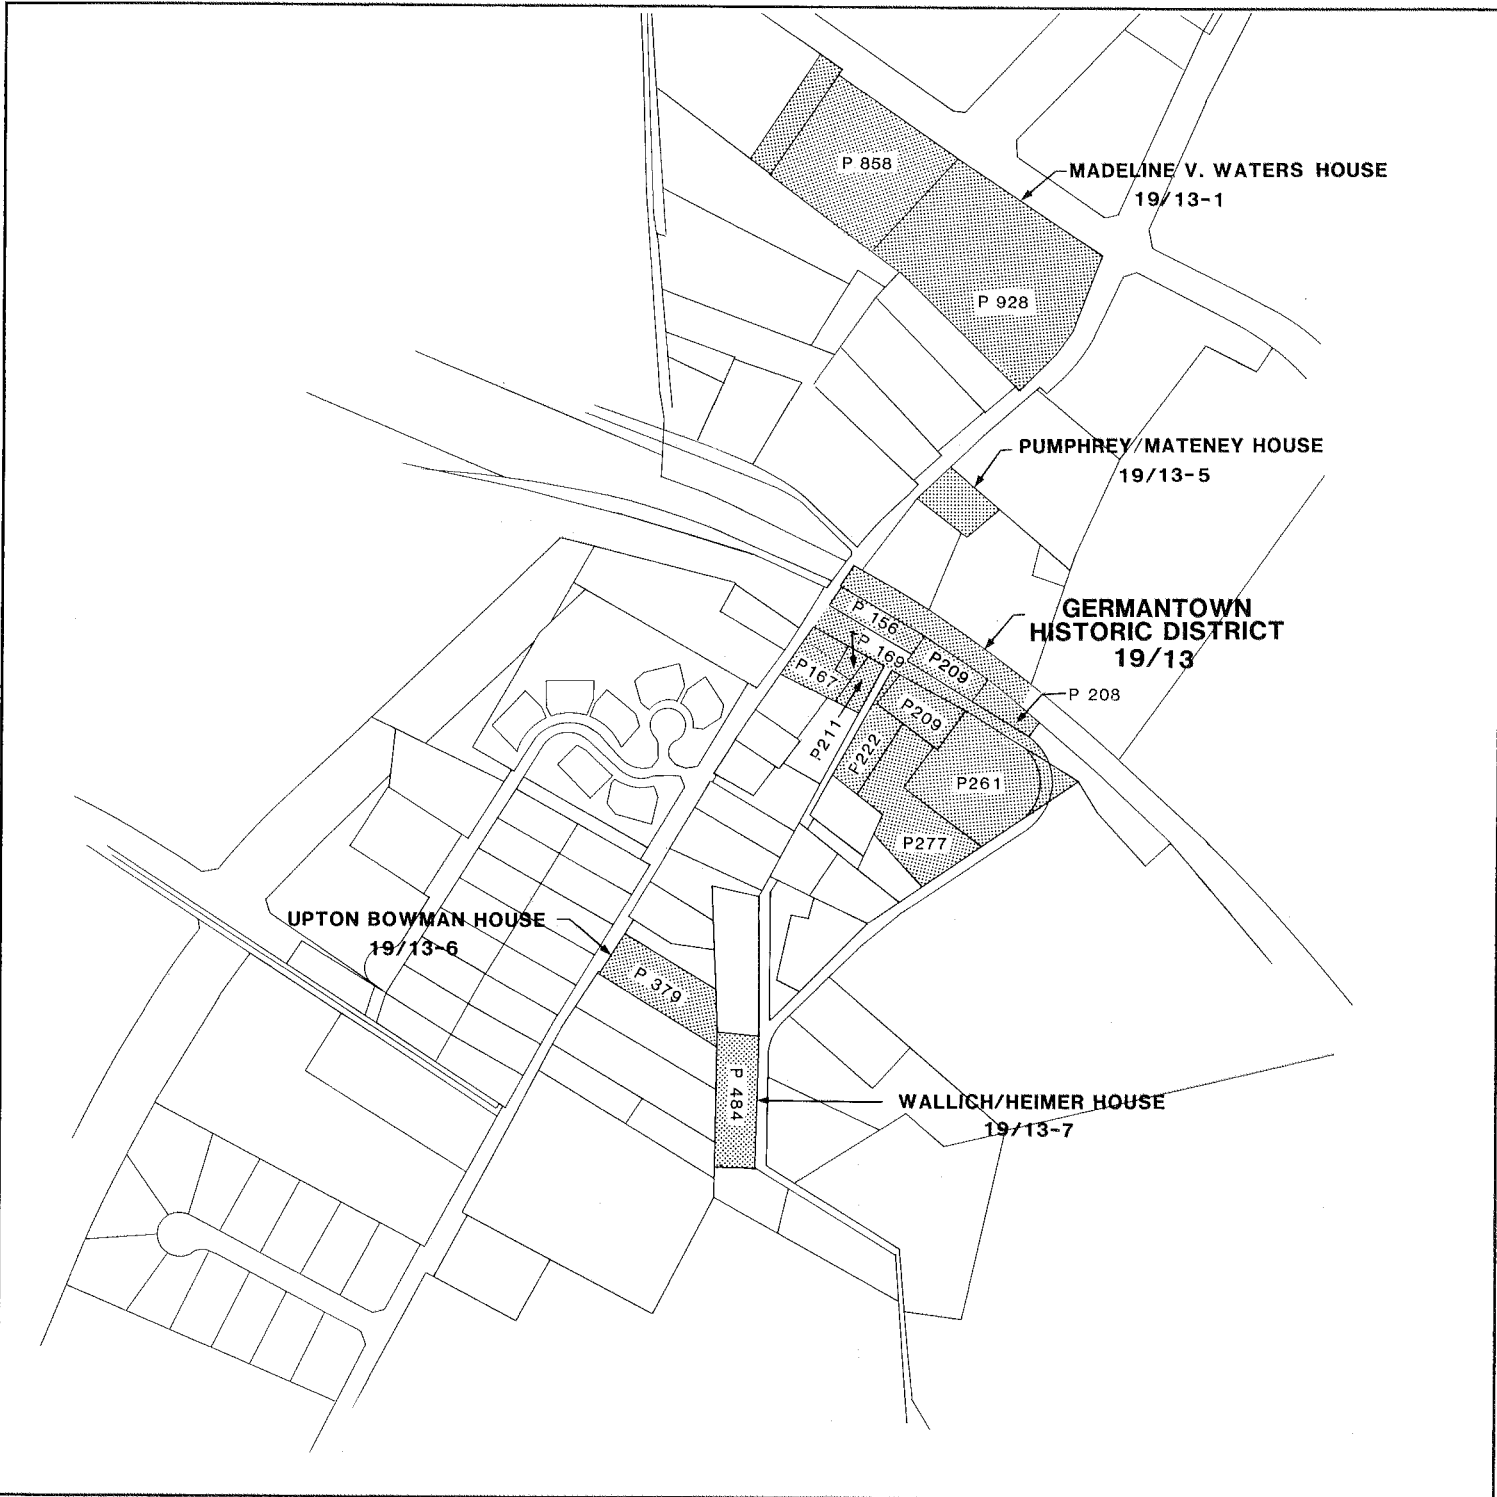 P 858
MADELINE V. WATERS HOUSE
19/13-1
P 928
PUMPHREY/MATENEY HOUSE
19/13-5
GERMANTOWN
HISTORIC DISTRICT
19/13
P 156
P 169
P209
P167
P 208
P209
P211
P222
P261
P277
UPTON BOWMAN HOUSE
19/13-6
P 379
P 484
WALLICH/HEIMER HOUSE
19/13-7